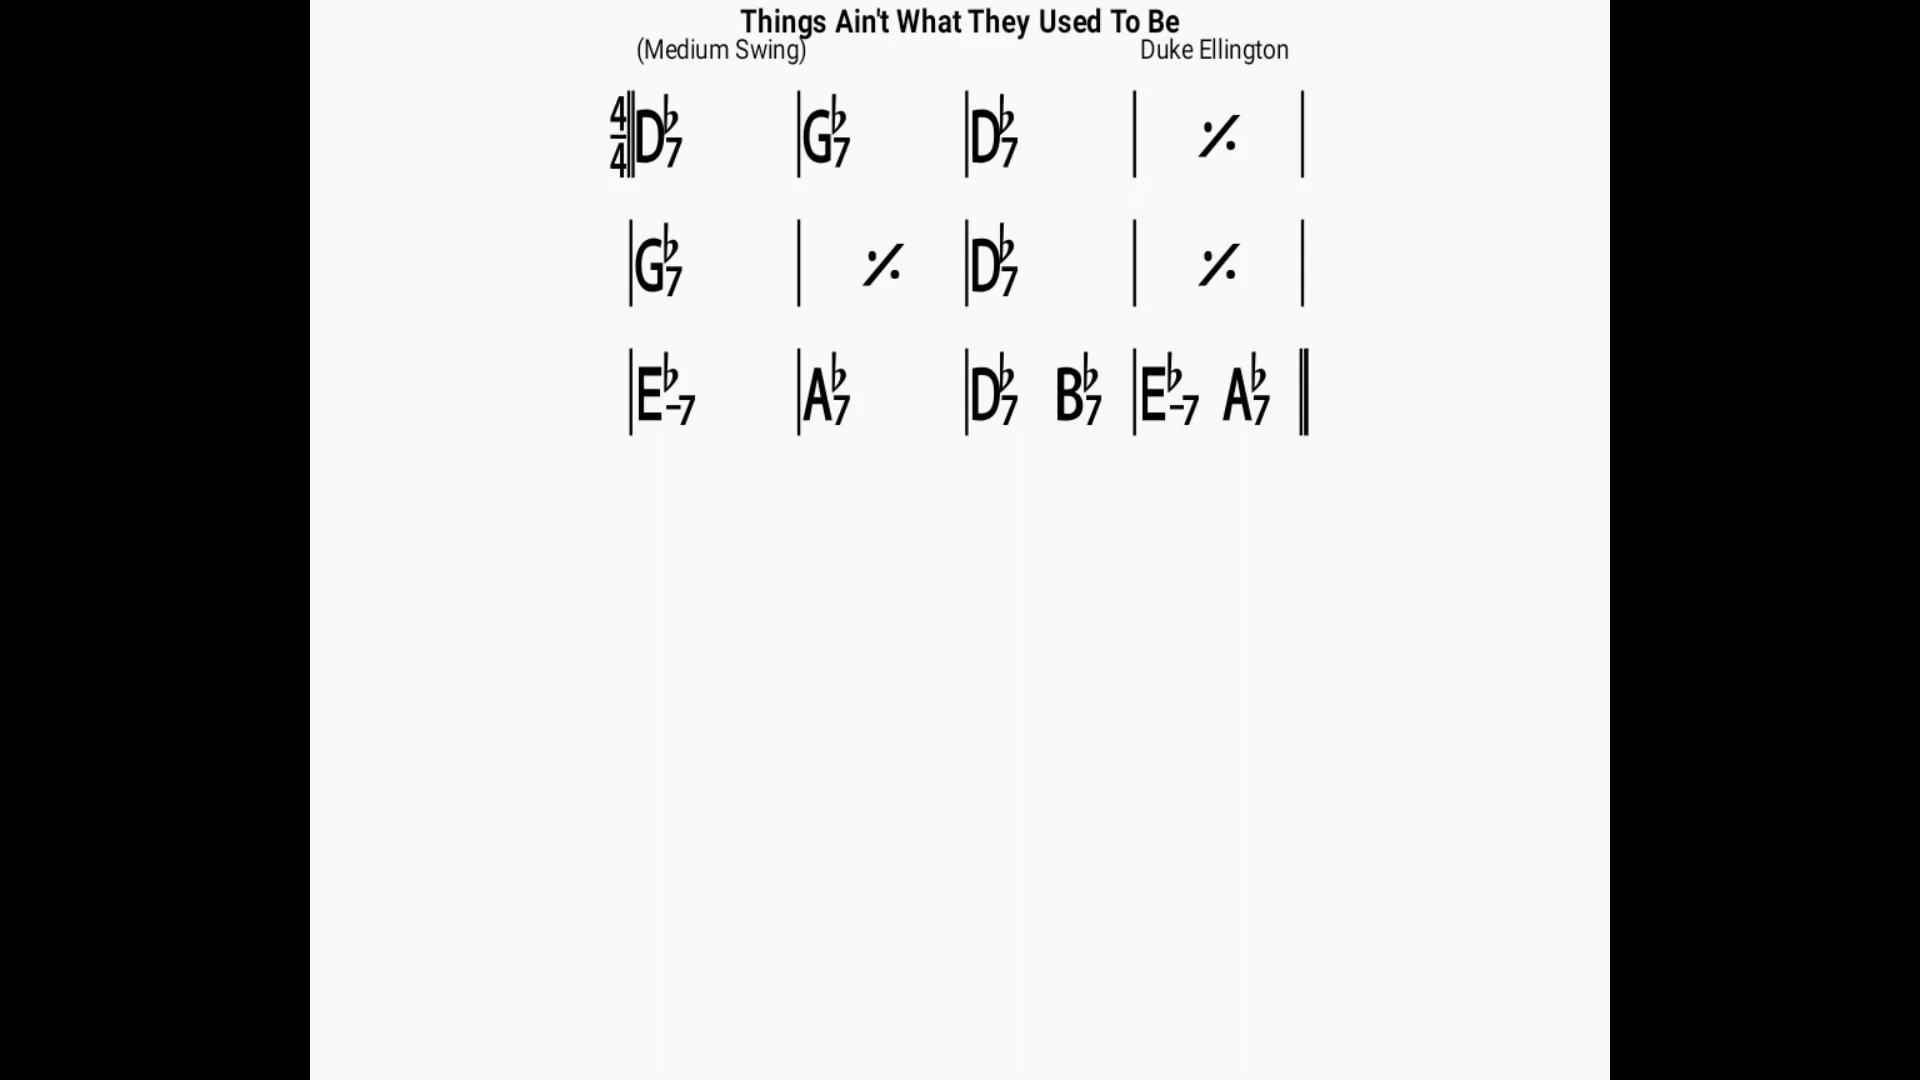 Things Ain't What They Used To Be
(Medium Swing) Duke Ellington
4/4 D♭7 G♭7 D♭7 𝄎
G♭7 𝄎 D♭7 𝄎
E♭-7 A♭7 D♭7 B♭7 E♭-7 A♭7